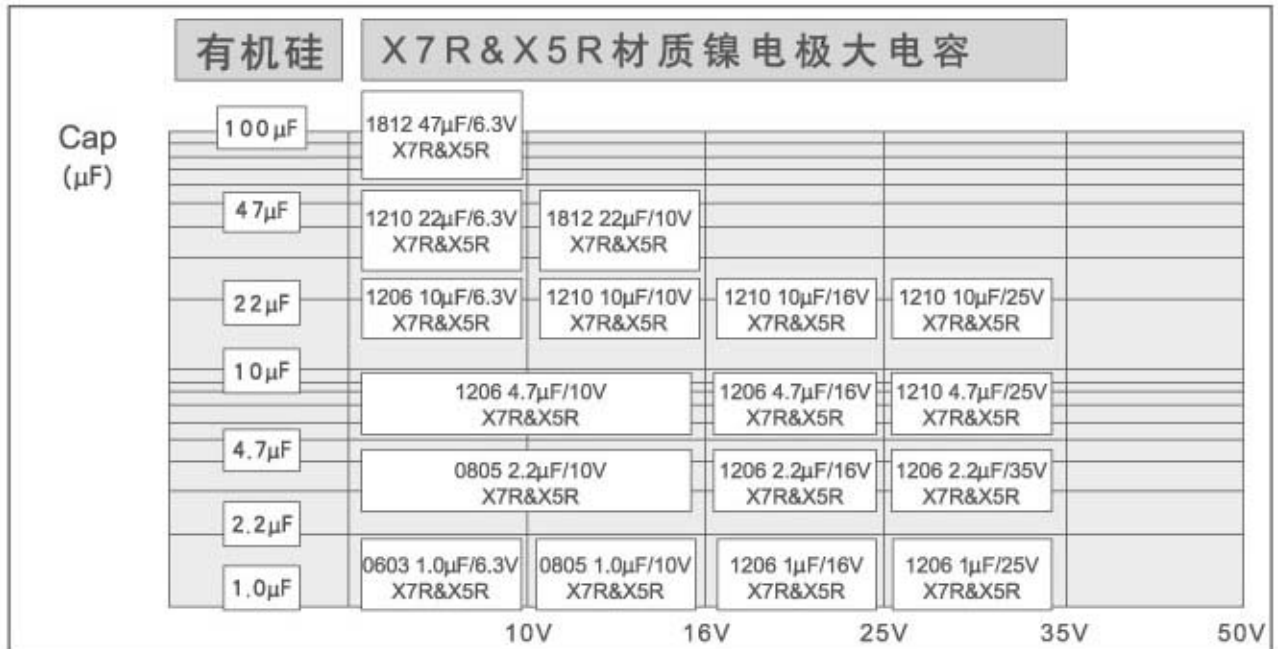 有机硅 X7R&X5R材质镍电极大电容
Cap
(μF)
100μF
1812 47μF/6.3V
X7R&X5R
47μF
1210 22μF/6.3V
X7R&X5R
1812 22μF/10V
X7R&X5R
22μF
1206 10μF/6.3V
X7R&X5R
1210 10μF/10V
X7R&X5R
1210 10μF/16V
X7R&X5R
1210 10μF/25V
X7R&X5R
10μF
1206 4.7μF/10V
X7R&X5R
1206 4.7μF/16V
X7R&X5R
1210 4.7μF/25V
X7R&X5R
4.7μF
0805 2.2μF/10V
X7R&X5R
1206 2.2μF/16V
X7R&X5R
1206 2.2μF/35V
X7R&X5R
2.2μF
0603 1.0μF/6.3V
X7R&X5R
0805 1.0μF/10V
X7R&X5R
1206 1μF/16V
X7R&X5R
1206 1μF/25V
X7R&X5R
1.0μF
10V 16V 25V 35V 50V